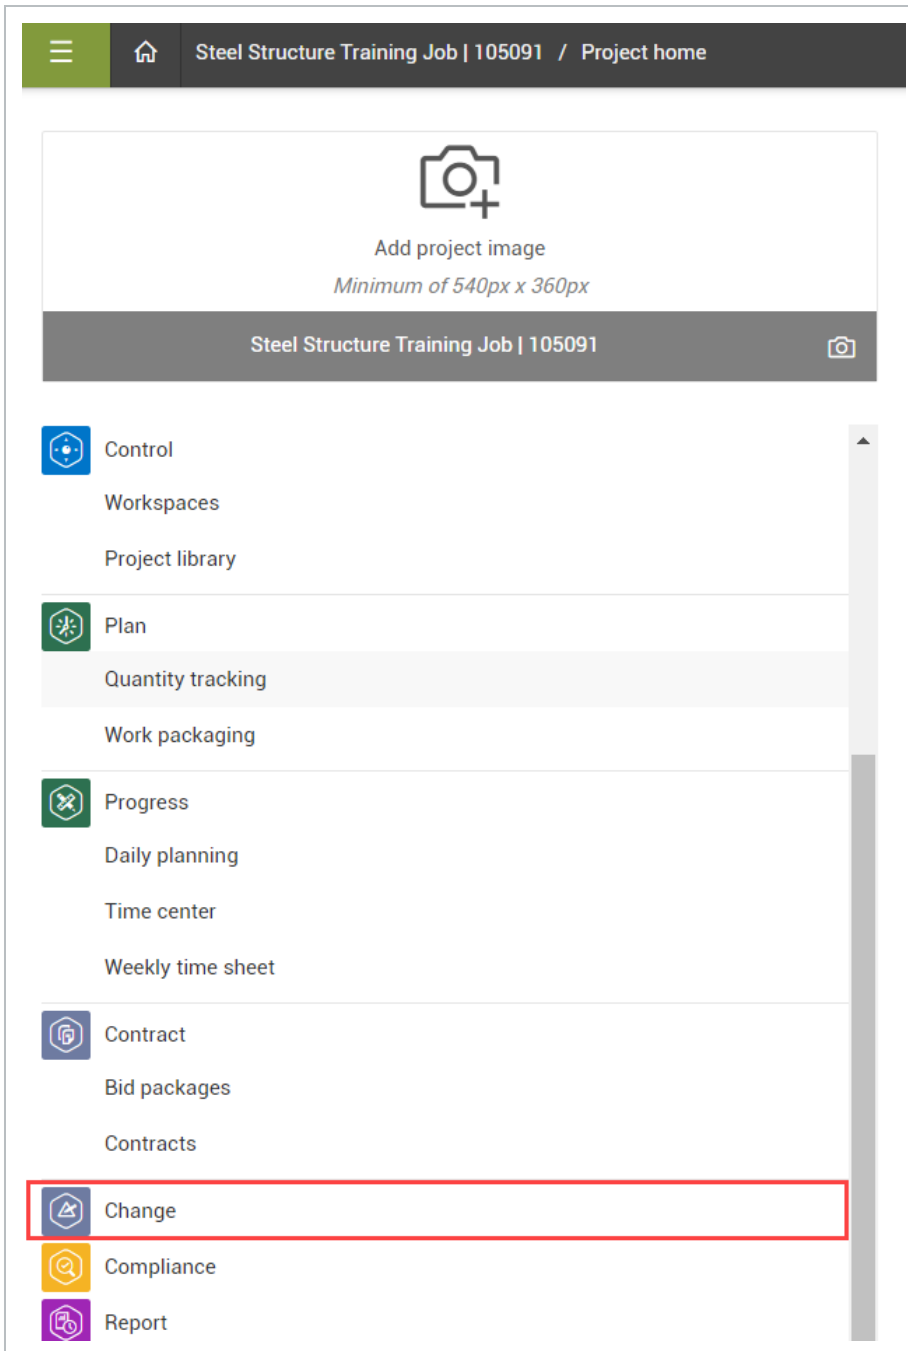 Steel Structure Training Job | 105091 / Project home
Add project image
Minimum of 540px x 360px
Steel Structure Training Job | 105091
Control
Workspaces
Project library
Plan
Quantity tracking
Work packaging
Progress
Daily planning
Time center
Weekly time sheet
Contract
Bid packages
Contracts
Change
Compliance
Report